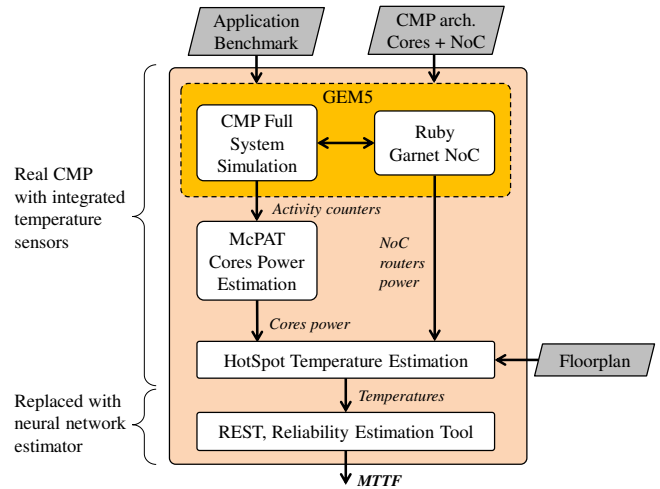 Application
Benchmark
CMP arch.
Cores + NoC
GEM5
CMP Full
System
Simulation
Ruby
Garnet NoC
Real CMP
with integrated
temperature
sensors
Activity counters
McPAT
Cores Power
Estimation
NoC
routers
power
Cores power
HotSpot Temperature Estimation
Floorplan
Replaced with
neural network
estimator
Temperatures
REST, Reliability Estimation Tool
MTTF